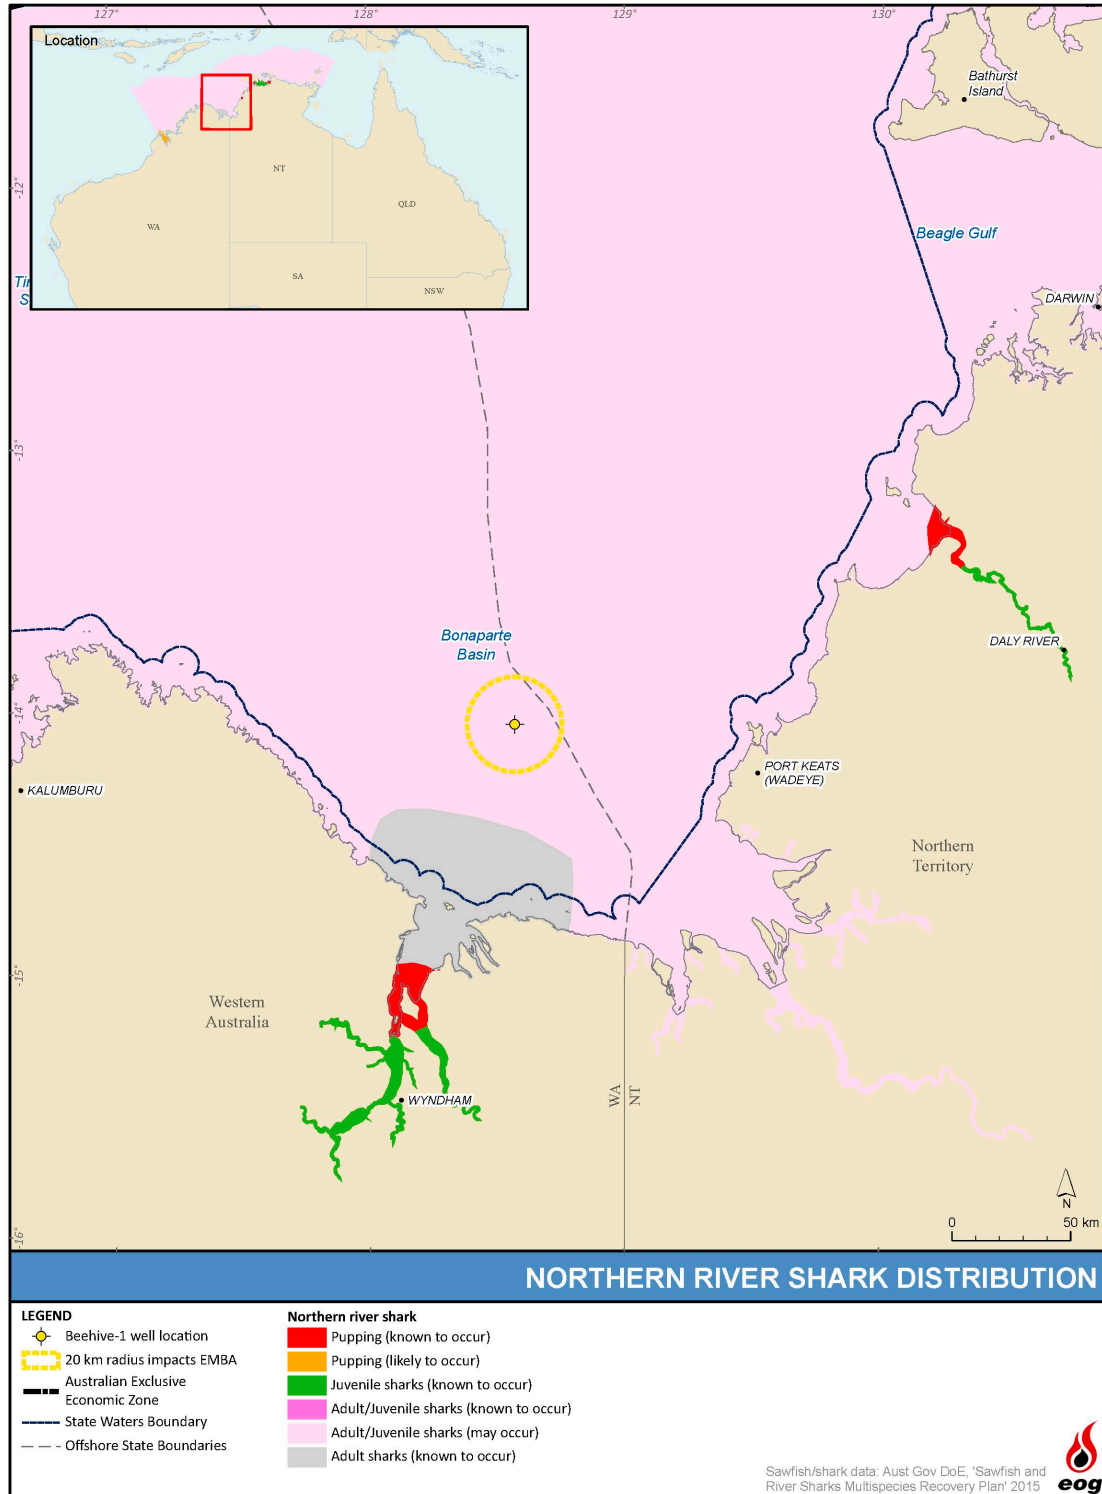 127°
128°
129°
130°
Location
NT
WA
QLD
SA
NSW
-12°
-13°
-14°
-15°
-16°
Bathurst
Island
Beagle Gulf
DARWIN
Bonaparte
Basin
DALY RIVER
PORT KEATS
(WADEYE)
KALUMBURU
Northern
Territory
Western
Australia
WYNDHAM
WA
NT
N
0 50 km
NORTHERN RIVER SHARK DISTRIBUTION
LEGEND
Beehive-1 well location
20 km radius impacts EMBA
Australian Exclusive
Economic Zone
State Waters Boundary
Offshore State Boundaries
Northern river shark
Pupping (known to occur)
Pupping (likely to occur)
Juvenile sharks (known to occur)
Adult/Juvenile sharks (known to occur)
Adult/Juvenile sharks (may occur)
Adult sharks (known to occur)
Sawfish/shark data: Aust Gov DoE, 'Sawfish and
River Sharks Multispecies Recovery Plan' 2015
eog